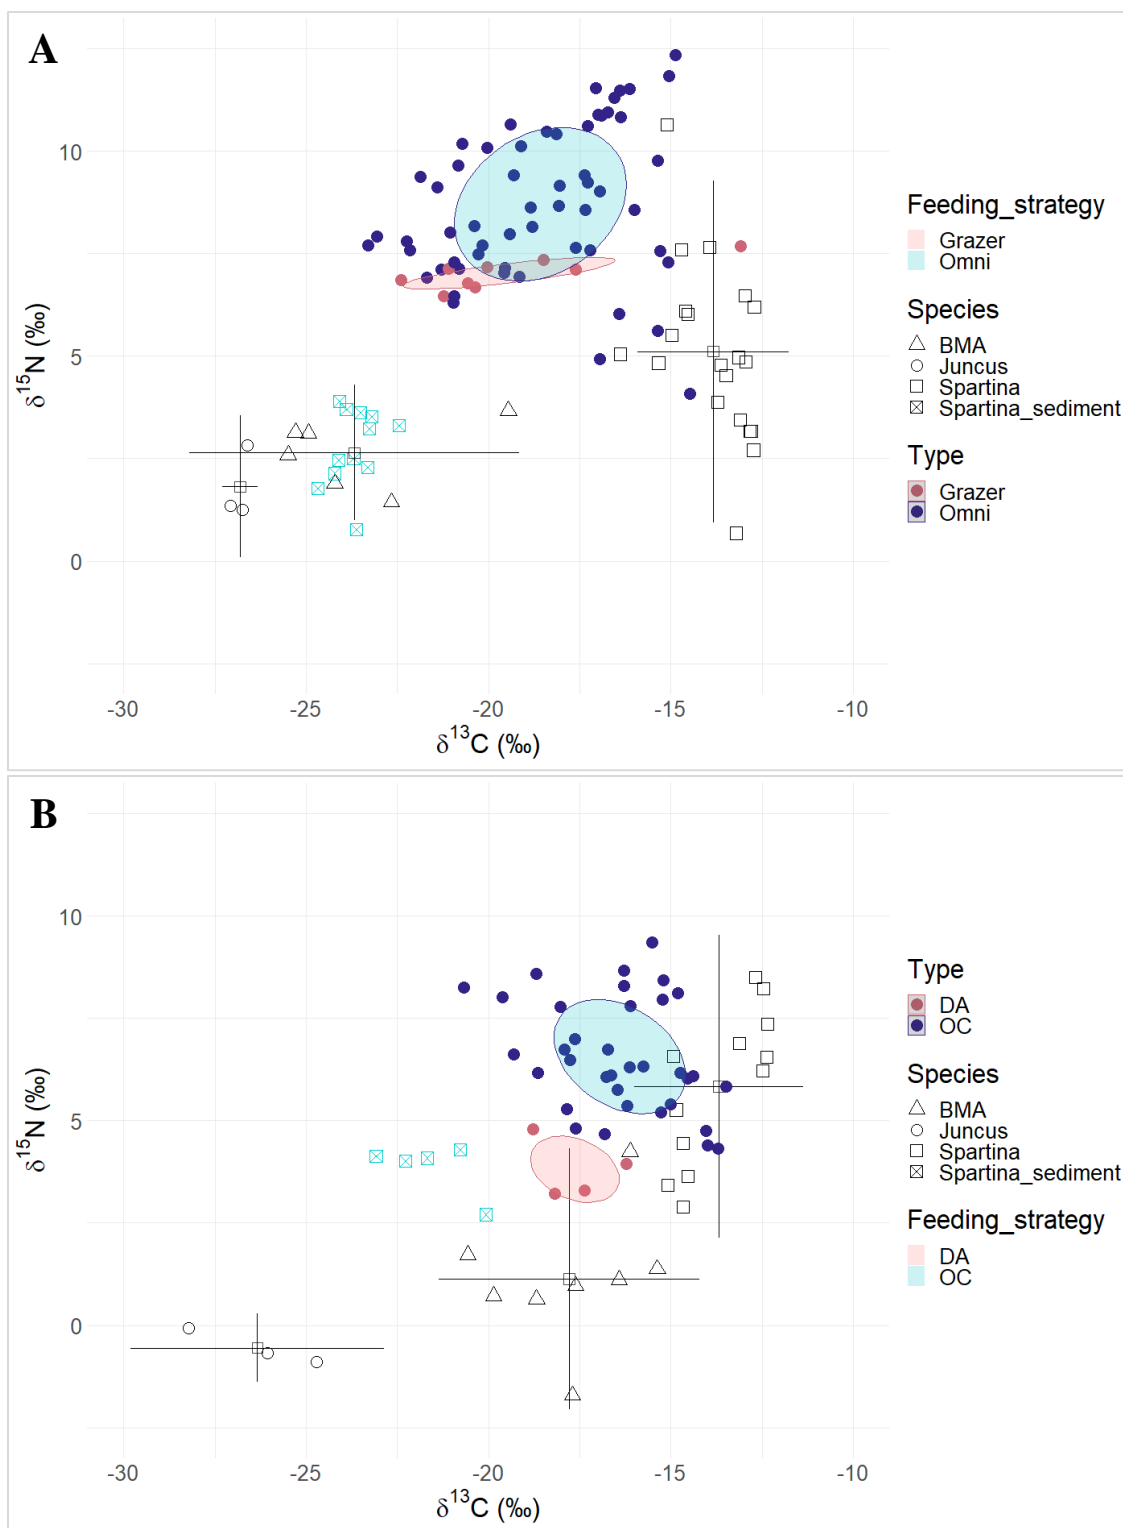 A
10
5
0
δ15N (‰)
-30 -25 -20 -15 -10
δ13C (‰)
Feeding_strategy
Grazer
Omni
Species
BMA
Juncus
Spartina
Spartina_sediment
Type
Grazer
Omni
B
10
5
0
δ15N (‰)
-30 -25 -20 -15 -10
δ13C (‰)
Type
DA
OC
Species
BMA
Juncus
Spartina
Spartina_sediment
Feeding_strategy
DA
OC